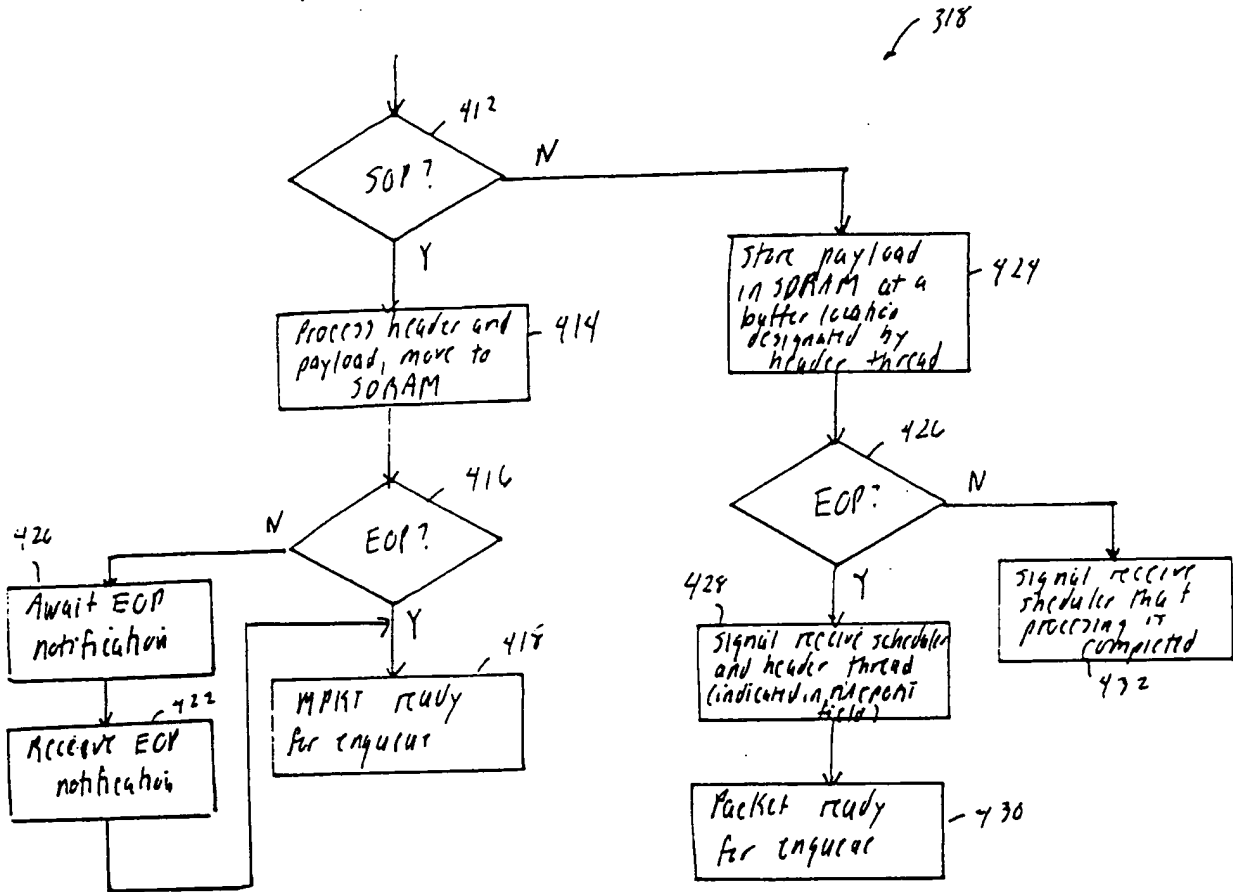 318
412
SOP?
N
Y
Process header and
payload, move to
SDRAM
414
416
EOP?
N
Y
420
Await EOP
notification
422
Receive EOP
notification
418
MPKT ready
for enqueue
Store payload
in SDRAM at a
buffer location
designated by
header thread
424
426
EOP?
N
Y
428
Signal receive scheduler
and header thread
(indicated in
field)
Signal receive
sheduler that
processing is
completed
432
Packet ready
for enqueue
430